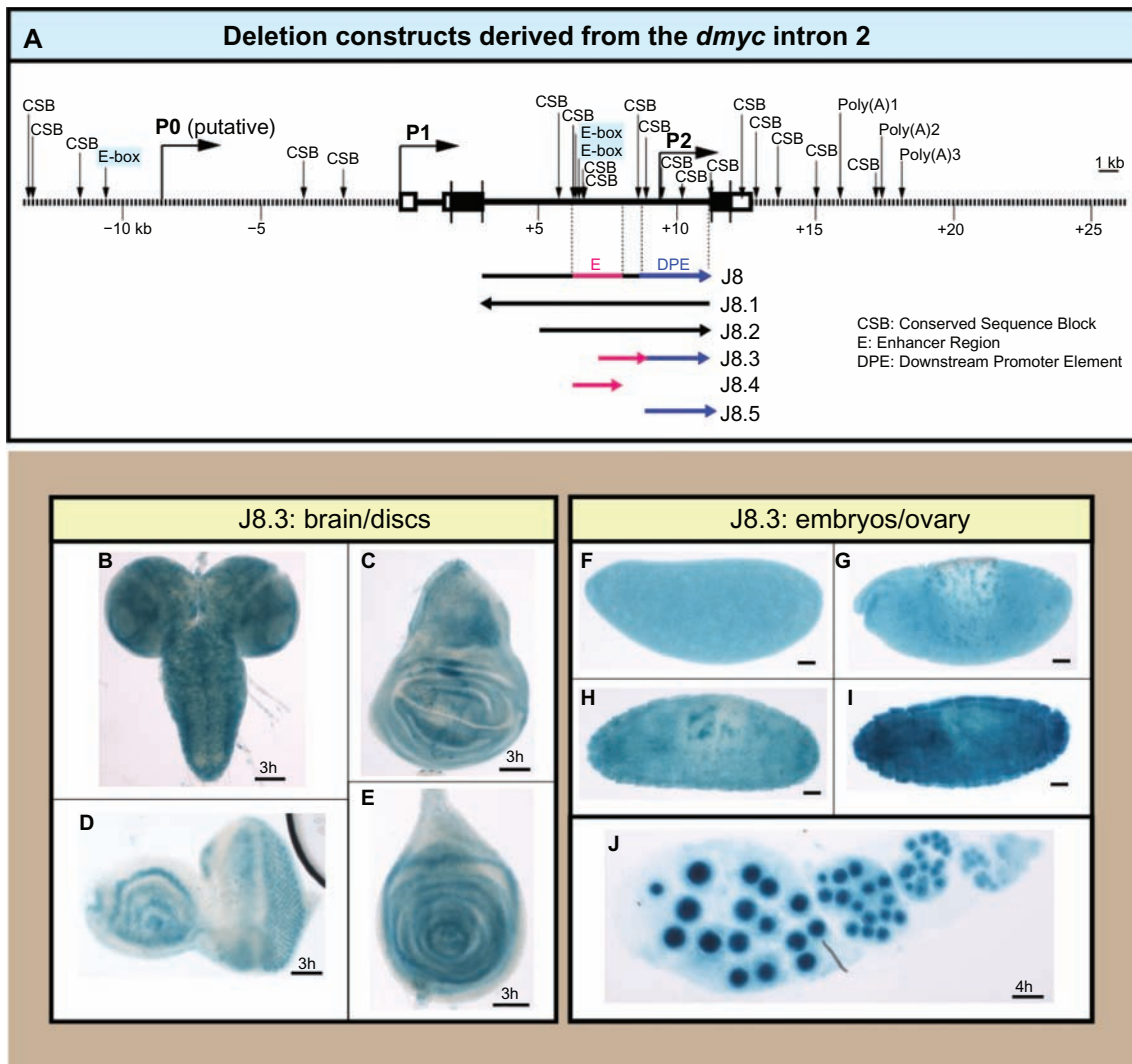 A
Deletion constructs derived from the dmyc intron 2
CSB
CSB
CSB
E-box
P0 (putative)
CSB
CSB
P1
CSB
CSB
E-box
E-box
CSB
CSB
CSB
CSB
P2
CSB
CSB
CSB
CSB
CSB
CSB
CSB
Poly(A)1
CSB
Poly(A)2
Poly(A)3
1 kb
−10 kb
−5
+5
+10
+15
+20
+25
E
DPE
J8
J8.1
J8.2
J8.3
J8.4
J8.5
CSB: Conserved Sequence Block
E: Enhancer Region
DPE: Downstream Promoter Element
J8.3: brain/discs
B
3h
C
3h
D
3h
E
3h
J8.3: embryos/ovary
F
G
H
I
J
4h